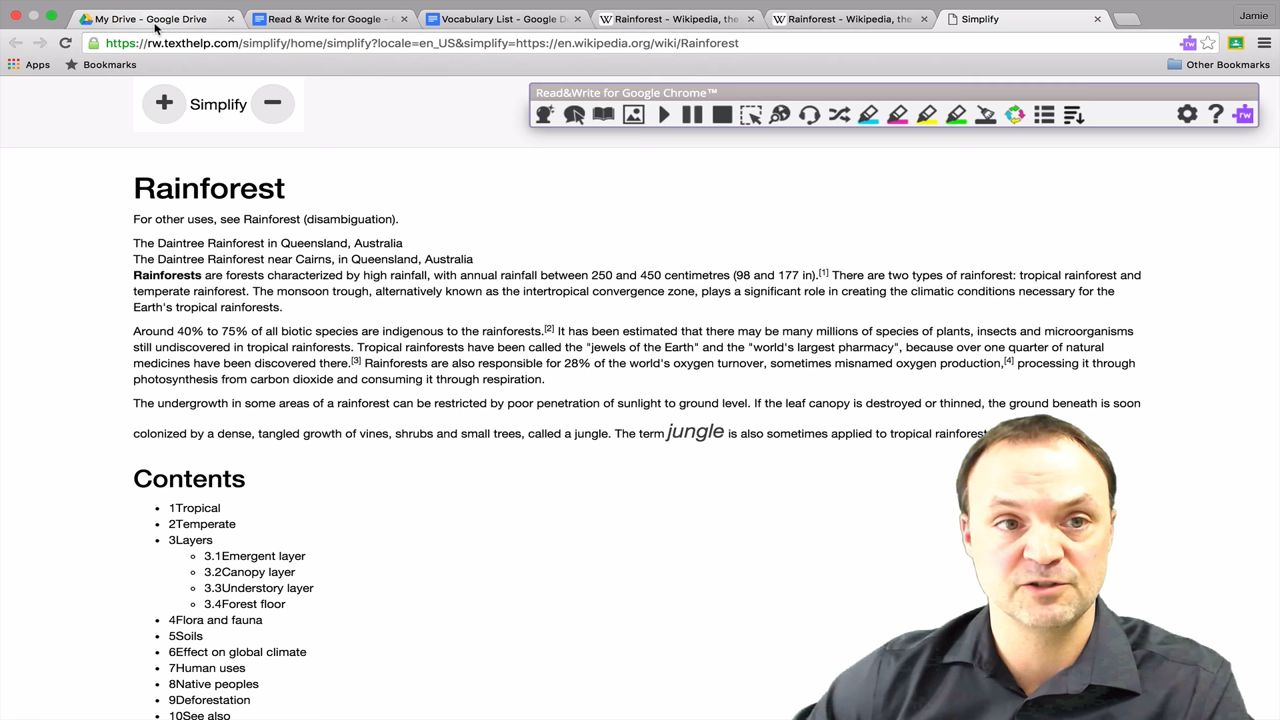 My Drive - Google Drive
Read & Write for Google -
Vocabulary List - Google D
Rainforest - Wikipedia, the
Rainforest - Wikipedia, the
Simplify
Jamie
https://rw.texthelp.com/simplify/home/simplify?locale=en_US&simplify=https://en.wikipedia.org/wiki/Rainforest
rw
Apps
Bookmarks
Other Bookmarks
Simplify
Read&Write for Google Chrome™
rw
Rainforest
For other uses, see Rainforest (disambiguation).
The Daintree Rainforest in Queensland, Australia
The Daintree Rainforest near Cairns, in Queensland, Australia
Rainforests are forests characterized by high rainfall, with annual rainfall between 250 and 450 centimetres (98 and 177 in).[1] There are two types of rainforest: tropical rainforest and
temperate rainforest. The monsoon trough, alternatively known as the intertropical convergence zone, plays a significant role in creating the climatic conditions necessary for the
Earth's tropical rainforests.
Around 40% to 75% of all biotic species are indigenous to the rainforests.[2] It has been estimated that there may be many millions of species of plants, insects and microorganisms
still undiscovered in tropical rainforests. Tropical rainforests have been called the "jewels of the Earth" and the "world's largest pharmacy", because over one quarter of natural
medicines have been discovered there.[3] Rainforests are also responsible for 28% of the world's oxygen turnover, sometimes misnamed oxygen production,[4] processing it through
photosynthesis from carbon dioxide and consuming it through respiration.
The undergrowth in some areas of a rainforest can be restricted by poor penetration of sunlight to ground level. If the leaf canopy is destroyed or thinned, the ground beneath is soon
colonized by a dense, tangled growth of vines, shrubs and small trees, called a jungle. The term jungle is also sometimes applied to tropical rainforest
Contents
1Tropical
2Temperate
3Layers
3.1Emergent layer
3.2Canopy layer
3.3Understory layer
3.4Forest floor
4Flora and fauna
5Soils
6Effect on global climate
7Human uses
8Native peoples
9Deforestation
10See also